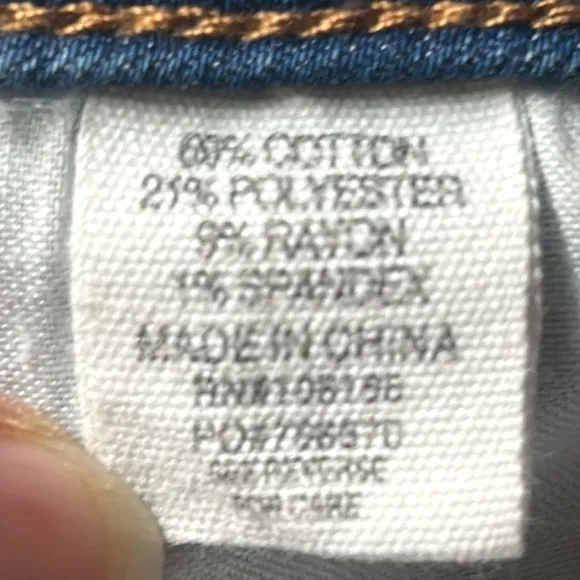 69% COTTON
21% POLYESTER
9% RAYON
1% SPANDEX
MADE IN CHINA
SEE REVERSE
FOR CARE